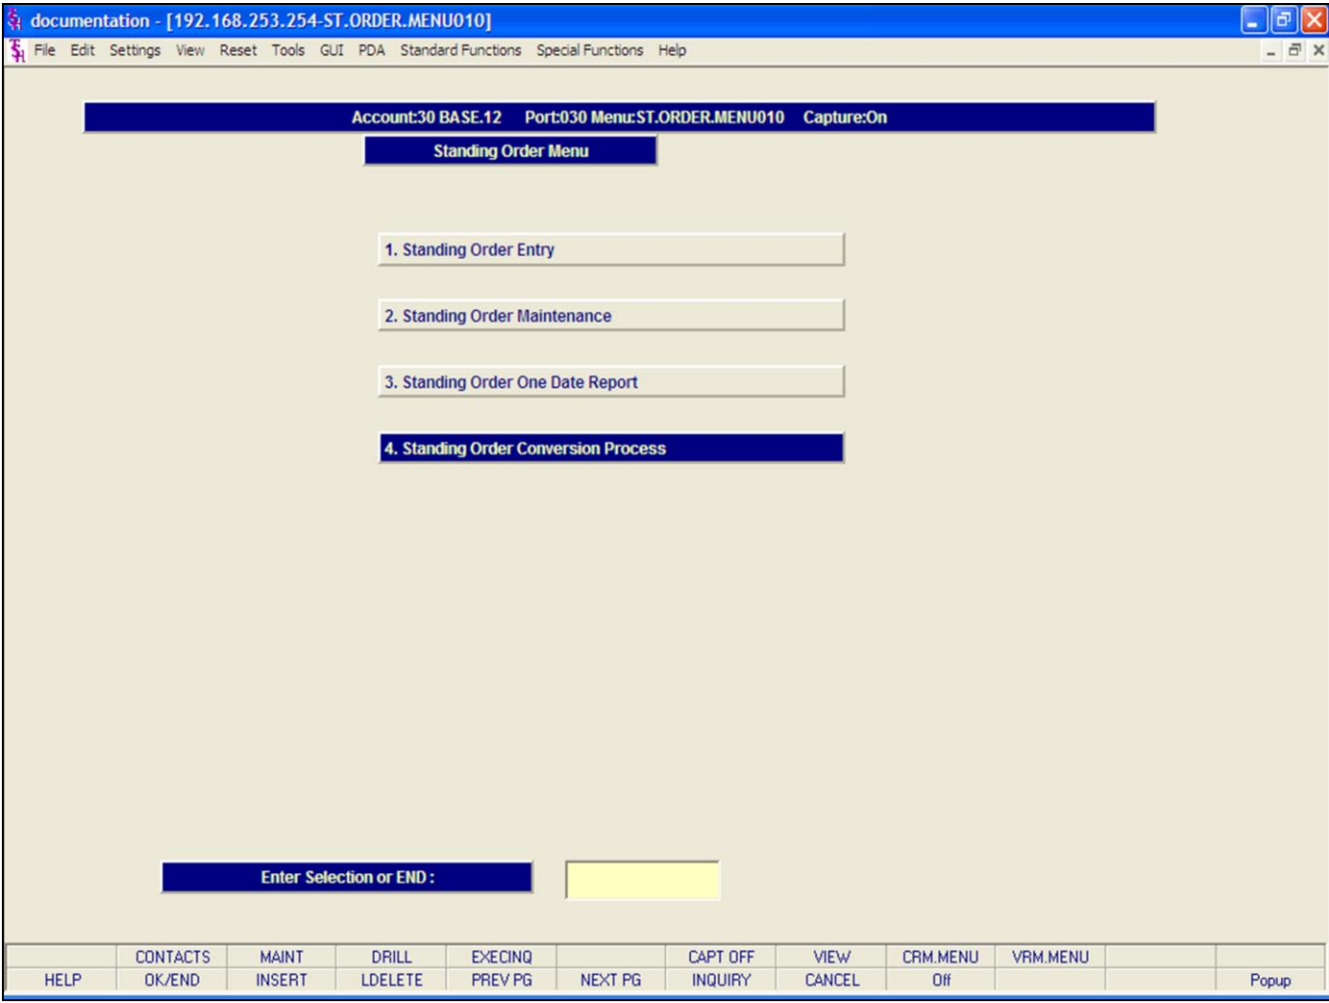 documentation - [192.168.253.254-ST.ORDER.MENU010]
File Edit Settings View Reset Tools GUI PDA Standard Functions Special Functions Help
Account:30 BASE.12 Port:030 Menu:ST.ORDER.MENU010 Capture:On
Standing Order Menu
1. Standing Order Entry
2. Standing Order Maintenance
3. Standing Order One Date Report
4. Standing Order Conversion Process
Enter Selection or END :
CONTACTS MAINT DRILL EXECINQ CAPT OFF VIEW CRM.MENU VRM.MENU
HELP OK/END INSERT LDELETE PREV PG NEXT PG INQUIRY CANCEL Off Popup